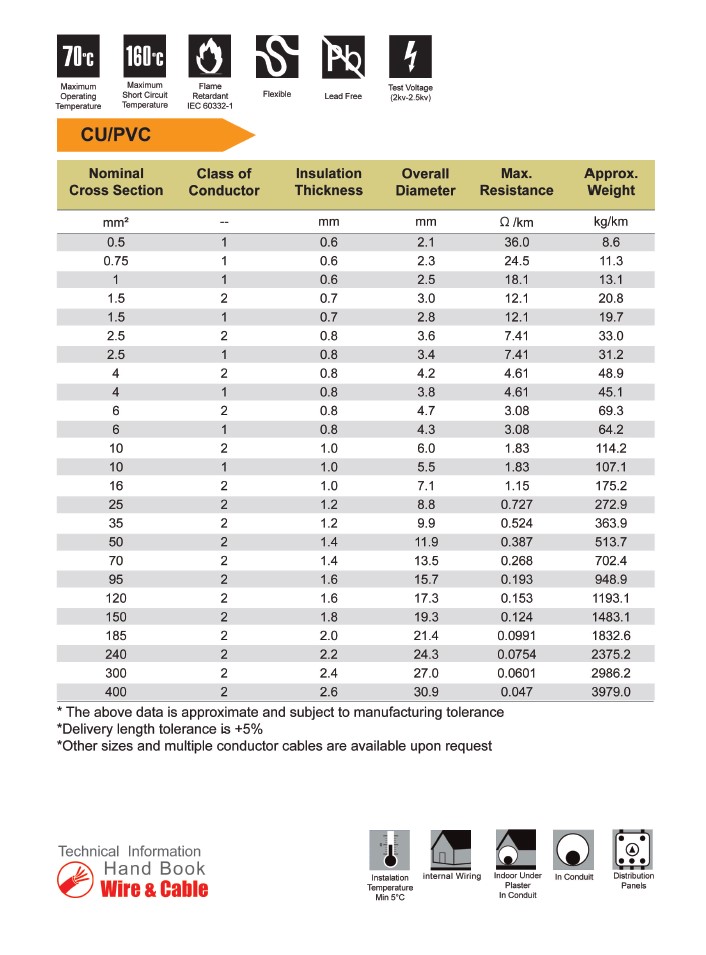 70°C
160°C
Pb
Maximum
Operating
Temperature
Maximum
Short Circuit
Temperature
Flame
Retardant
IEC 60332-1
Flexible
Lead Free
Test Voltage
(2kv-2.5kv)
CU/PVC
Nominal Cross Section Class of Conductor Insulation Thickness Overall Diameter Max. Resistance Approx. Weight
mm² -- mm mm Ω /km kg/km
0.5 1 0.6 2.1 36.0 8.6
0.75 1 0.6 2.3 24.5 11.3
1 1 0.6 2.5 18.1 13.1
1.5 2 0.7 3.0 12.1 20.8
1.5 1 0.7 2.8 12.1 19.7
2.5 2 0.8 3.6 7.41 33.0
2.5 1 0.8 3.4 7.41 31.2
4 2 0.8 4.2 4.61 48.9
4 1 0.8 3.8 4.61 45.1
6 2 0.8 4.7 3.08 69.3
6 1 0.8 4.3 3.08 64.2
10 2 1.0 6.0 1.83 114.2
10 1 1.0 5.5 1.83 107.1
16 2 1.0 7.1 1.15 175.2
25 2 1.2 8.8 0.727 272.9
35 2 1.2 9.9 0.524 363.9
50 2 1.4 11.9 0.387 513.7
70 2 1.4 13.5 0.268 702.4
95 2 1.6 15.7 0.193 948.9
120 2 1.6 17.3 0.153 1193.1
150 2 1.8 19.3 0.124 1483.1
185 2 2.0 21.4 0.0991 1832.6
240 2 2.2 24.3 0.0754 2375.2
300 2 2.4 27.0 0.0601 2986.2
400 2 2.6 30.9 0.047 3979.0
* The above data is approximate and subject to manufacturing tolerance
*Delivery length tolerance is +5%
*Other sizes and multiple conductor cables are available upon request
Technical Information
Hand Book
Wire & Cable
Instalation
Temperature
Min 5°C
internal Wiring
Indoor Under
Plaster
In Conduit
In Conduit
Distribution
Panels